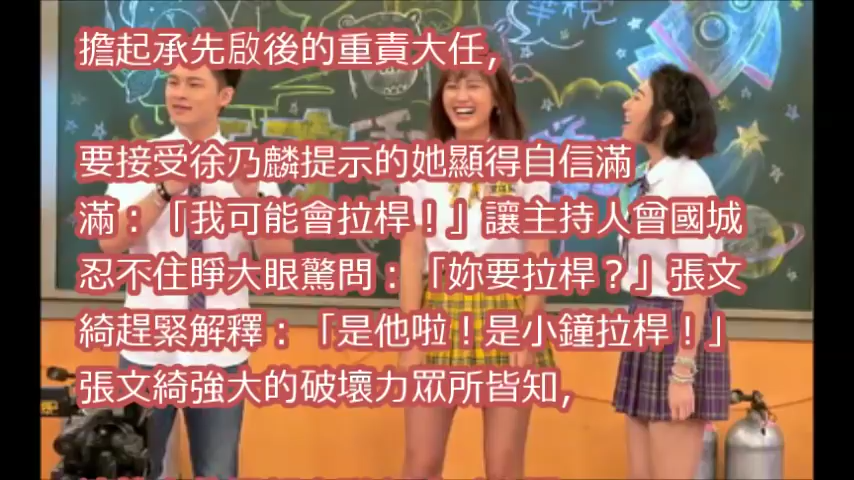 擔起承先啟後的重責大任，
要接受徐乃麟提示的她顯得自信滿
滿：「我可能會拉桿！」讓主持人曾國城
忍不住睜大眼驚問：「妳要拉桿？」張文
綺趕緊解釋：「是他啦！是小鐘拉桿！」
張文綺強大的破壞力眾所皆知，